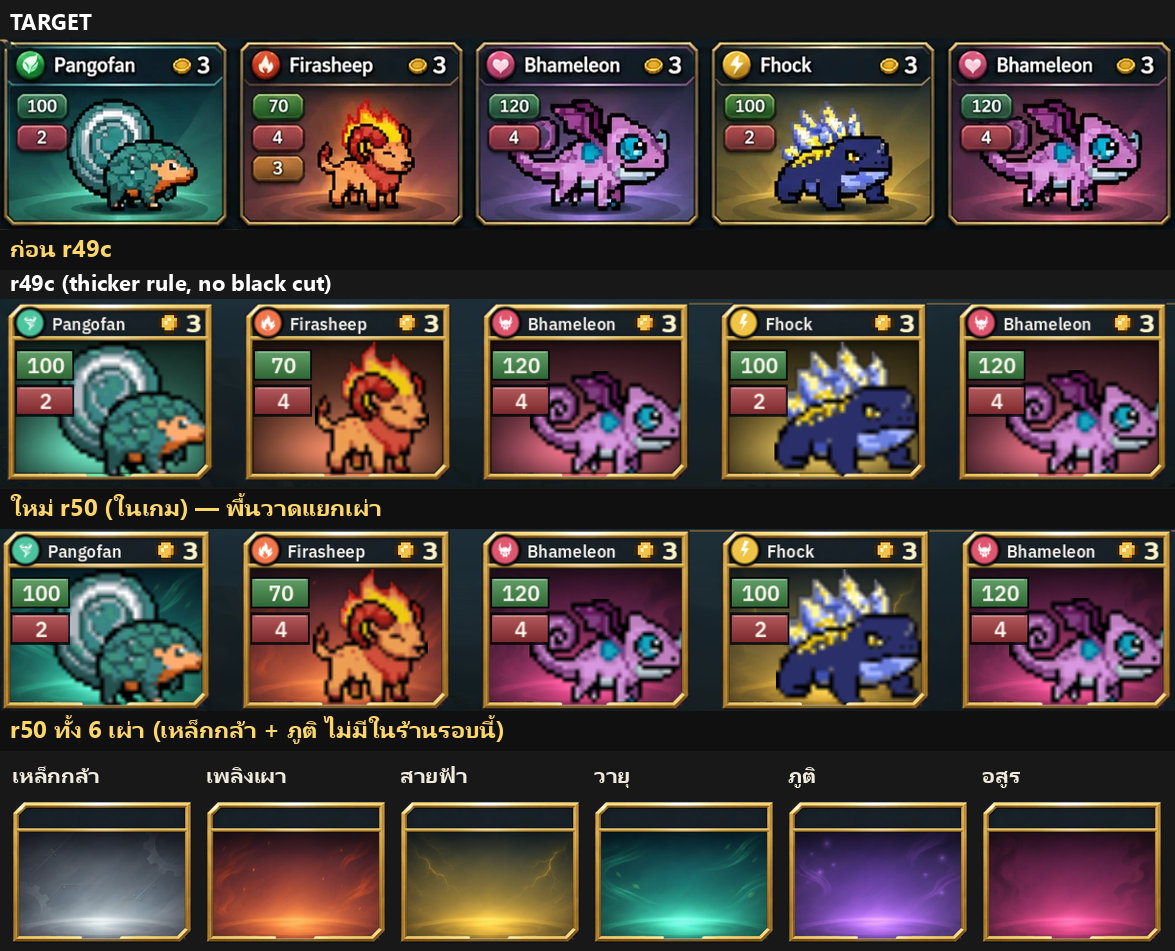 TARGET
Pangofan 3 Firasheep 3 Bhameleon 3 Fhock 3 Bhameleon 3
100 70 120 100 120
2 4 4 2 4
3
ก่อน r49c
r49c (thicker rule, no black cut)
Pangofan 3 Firasheep 3 Bhameleon 3 Fhock 3 Bhameleon 3
100 70 120 100 120
2 4 4 2 4
ใหม่ r50 (ในเกม) — พื้นวาดแยกเผ่า
Pangofan 3 Firasheep 3 Bhameleon 3 Fhock 3 Bhameleon 3
100 70 120 100 120
2 4 4 2 4
r50 ทั้ง 6 เผ่า (เหล็กกล้า + ภูติ ไม่มีในร้านรอบนี้)
เหล็กกล้า เพลิงเผา สายฟ้า วายุ ภูติ อสูร